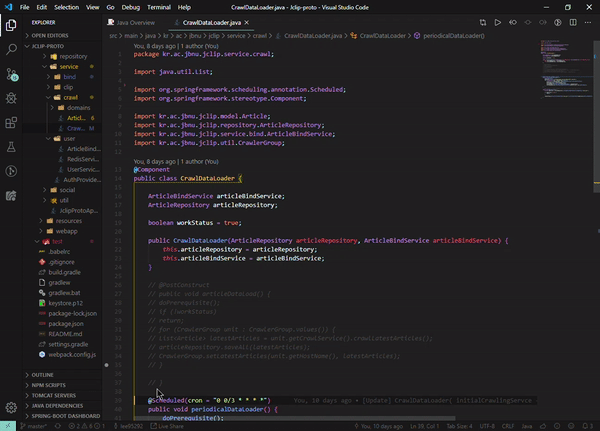 File Edit Selection View Go Debug Terminal Help
CrawlDataLoader.java - Jclip-proto - Visual Studio Code
EXPLORER
OPEN EDITORS
JCLIP-PROTO
repository
service
bind
clip
crawl
domains
Articl... 6
Craw... M
user
ArticleBind...
RedisServic...
UserService...
AuthProvide...
social
util
JclipProtoAp...
resources
webapp
test
.babelrc
.gitignore
build.gradle
gradlew
gradlew.bat
keystore.p12
package-lock.json
package.json
README.md
settings.gradle
webpack.config.js
OUTLINE
NPM SCRIPTS
TOMCAT SERVERS
JAVA DEPENDENCIES
SPRING-BOOT DASHBOARD
Java Overview
CrawlDataLoader.java ×
src › main › java › kr › ac › jbnu › jclip › service › crawl › CrawlDataLoader.java › CrawlDataLoader › periodicalDataLoader()
You, 8 days ago | 1 author (You)
package kr.ac.jbnu.jclip.service.crawl;
import java.util.List;
import org.springframework.scheduling.annotation.Scheduled;
import org.springframework.stereotype.Component;
import kr.ac.jbnu.jclip.model.Article;
import kr.ac.jbnu.jclip.repository.ArticleRepository;
import kr.ac.jbnu.jclip.service.bind.ArticleBindService;
import kr.ac.jbnu.jclip.util.CrawlerGroup;
You, 8 days ago | 1 author (You)
@Component
public class CrawlDataLoader {
ArticleBindService articleBindService;
ArticleRepository articleRepository;
boolean workStatus = true;
public CrawlDataLoader(ArticleRepository articleRepository, ArticleBindService articleBindService) {
this.articleRepository = articleRepository;
this.articleBindService = articleBindService;
}
// @PostConstruct
// public void articleDataLoad() {
// doPrerequisite();
// if (!workStatus)
// return;
// for (CrawlerGroup unit : CrawlerGroup.values()) {
// List<Article> latestArticles = unit.getCrawlService().crawlLatestArticles();
// articleRepository.saveAll(latestArticles);
// CrawlerGroup.setLatestArticles(unit.getHostName(), latestArticles);
// }
// }
@Scheduled(cron = "0 0/3 * * * *") You, 10 days ago • [Update] CrawlDataLoader( initialCrawlingService
public void periodicalDataLoader() {
doPrerequisite();
master*
Live Share
You, 10 days ago
Ln 39, Col 1
Tab Size: 4
UTF-8
CRLF
Java